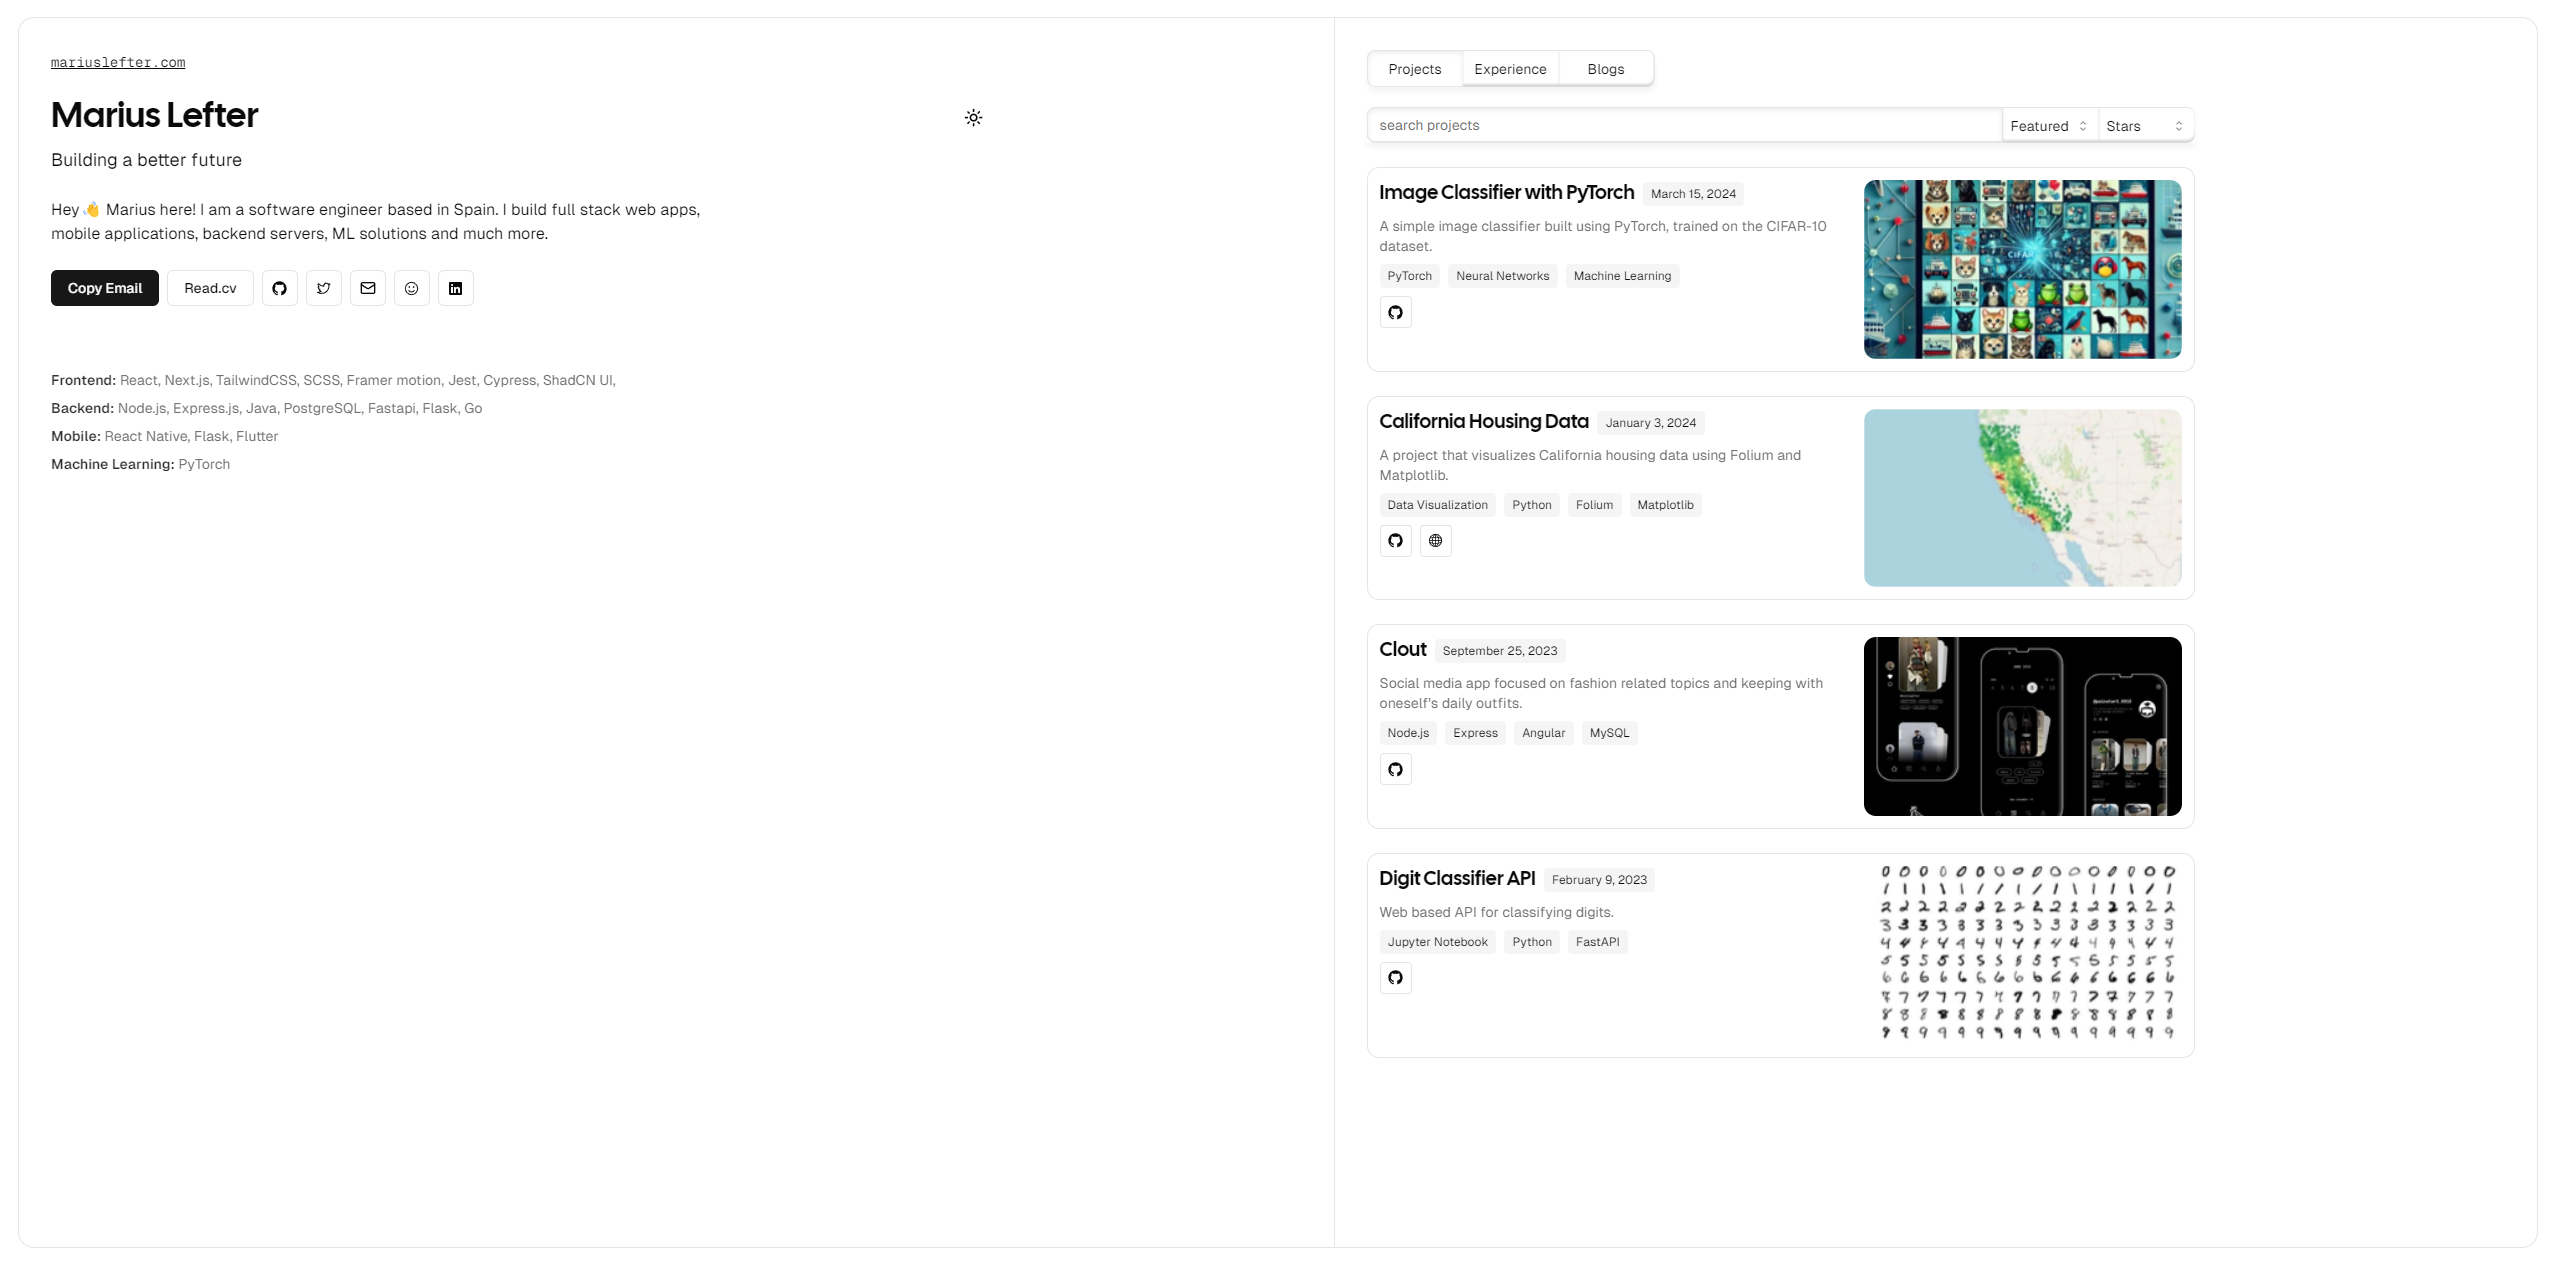 mariuslefter.com
Marius Lefter
Building a better future
Hey 👋 Marius here! I am a software engineer based in Spain. I build full stack web apps,
mobile applications, backend servers, ML solutions and much more.
Copy Email
Read.cv
Frontend: React, Next.js, TailwindCSS, SCSS, Framer motion, Jest, Cypress, ShadCN UI,
Backend: Node.js, Express.js, Java, PostgreSQL, Fastapi, Flask, Go
Mobile: React Native, Flask, Flutter
Machine Learning: PyTorch
Projects Experience Blogs
search projects
Featured
Stars
Image Classifier with PyTorch March 15, 2024
A simple image classifier built using PyTorch, trained on the CIFAR-10
dataset.
PyTorch Neural Networks Machine Learning
California Housing Data January 3, 2024
A project that visualizes California housing data using Folium and
Matplotlib.
Data Visualization Python Folium Matplotlib
Clout September 25, 2023
Social media app focused on fashion related topics and keeping with
oneself's daily outfits.
Node.js Express Angular MySQL
Digit Classifier API February 9, 2023
Web based API for classifying digits.
Jupyter Notebook Python FastAPI